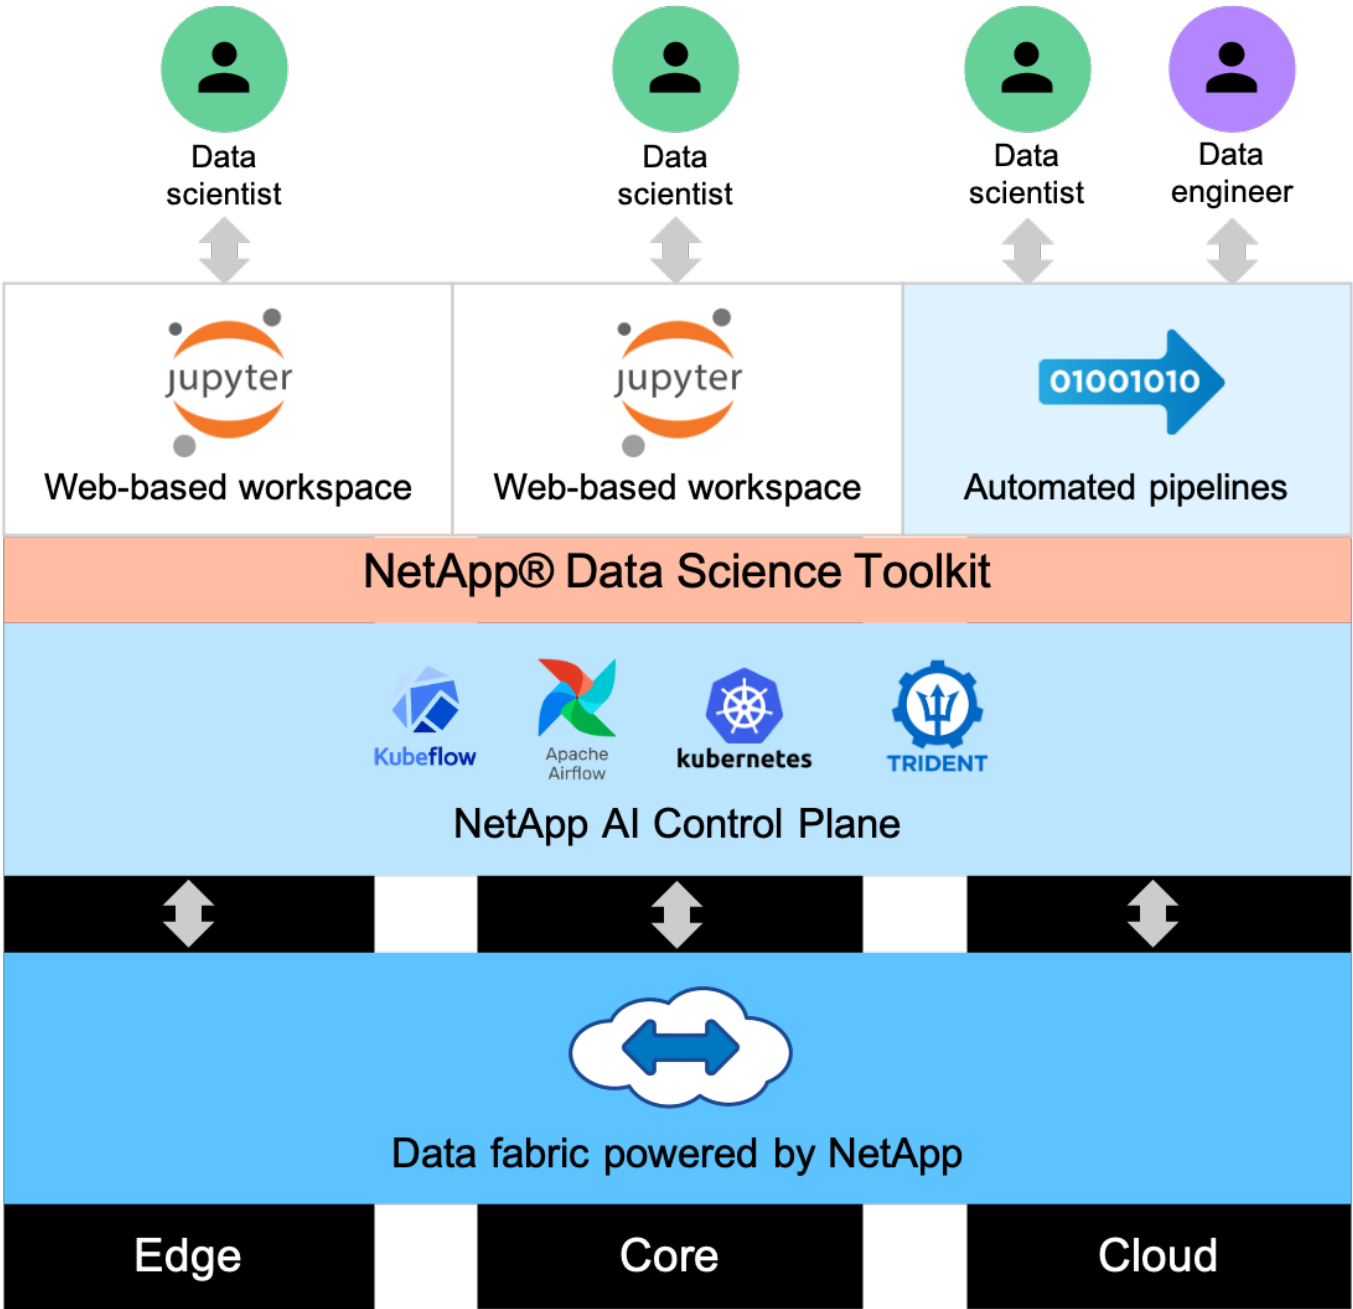 Data
scientist
Data
scientist
Data
scientist
Data
engineer
jupyter
Web-based workspace
jupyter
Web-based workspace
01001010
Automated pipelines
NetApp® Data Science Toolkit
Kubeflow
Apache
Airflow
kubernetes
TRIDENT
NetApp AI Control Plane
Data fabric powered by NetApp
Edge
Core
Cloud